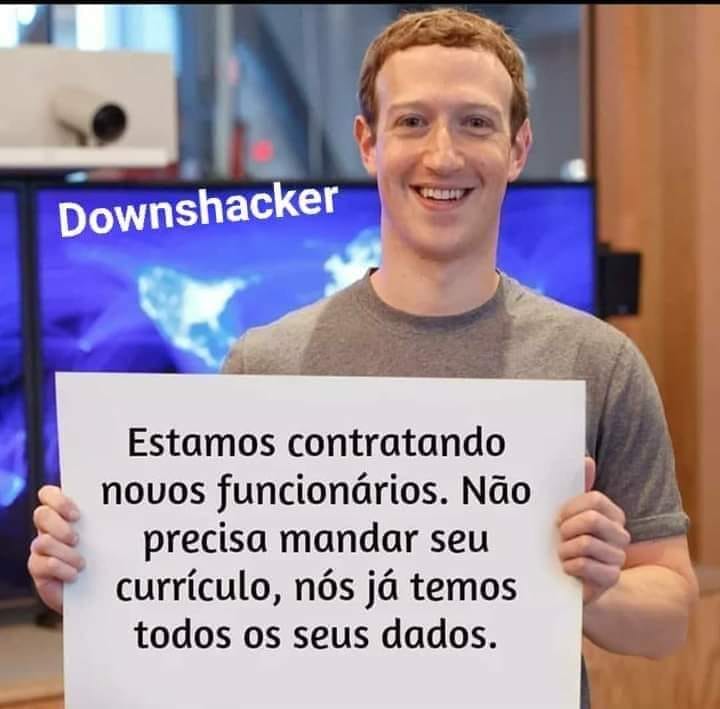 Downshacker
Estamos contratando
novos funcionários. Não
precisa mandar seu
currículo, nós já temos
todos os seus dados.